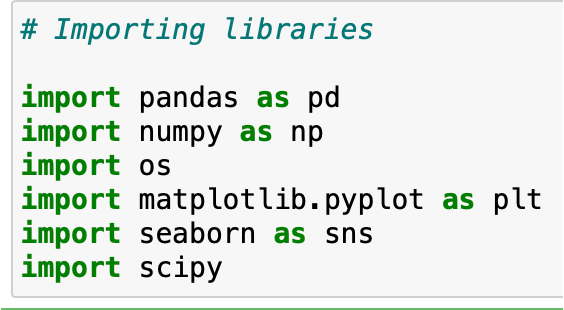 # Importing libraries
import pandas as pd
import numpy as np
import os
import matplotlib.pyplot as plt
import seaborn as sns
import scipy